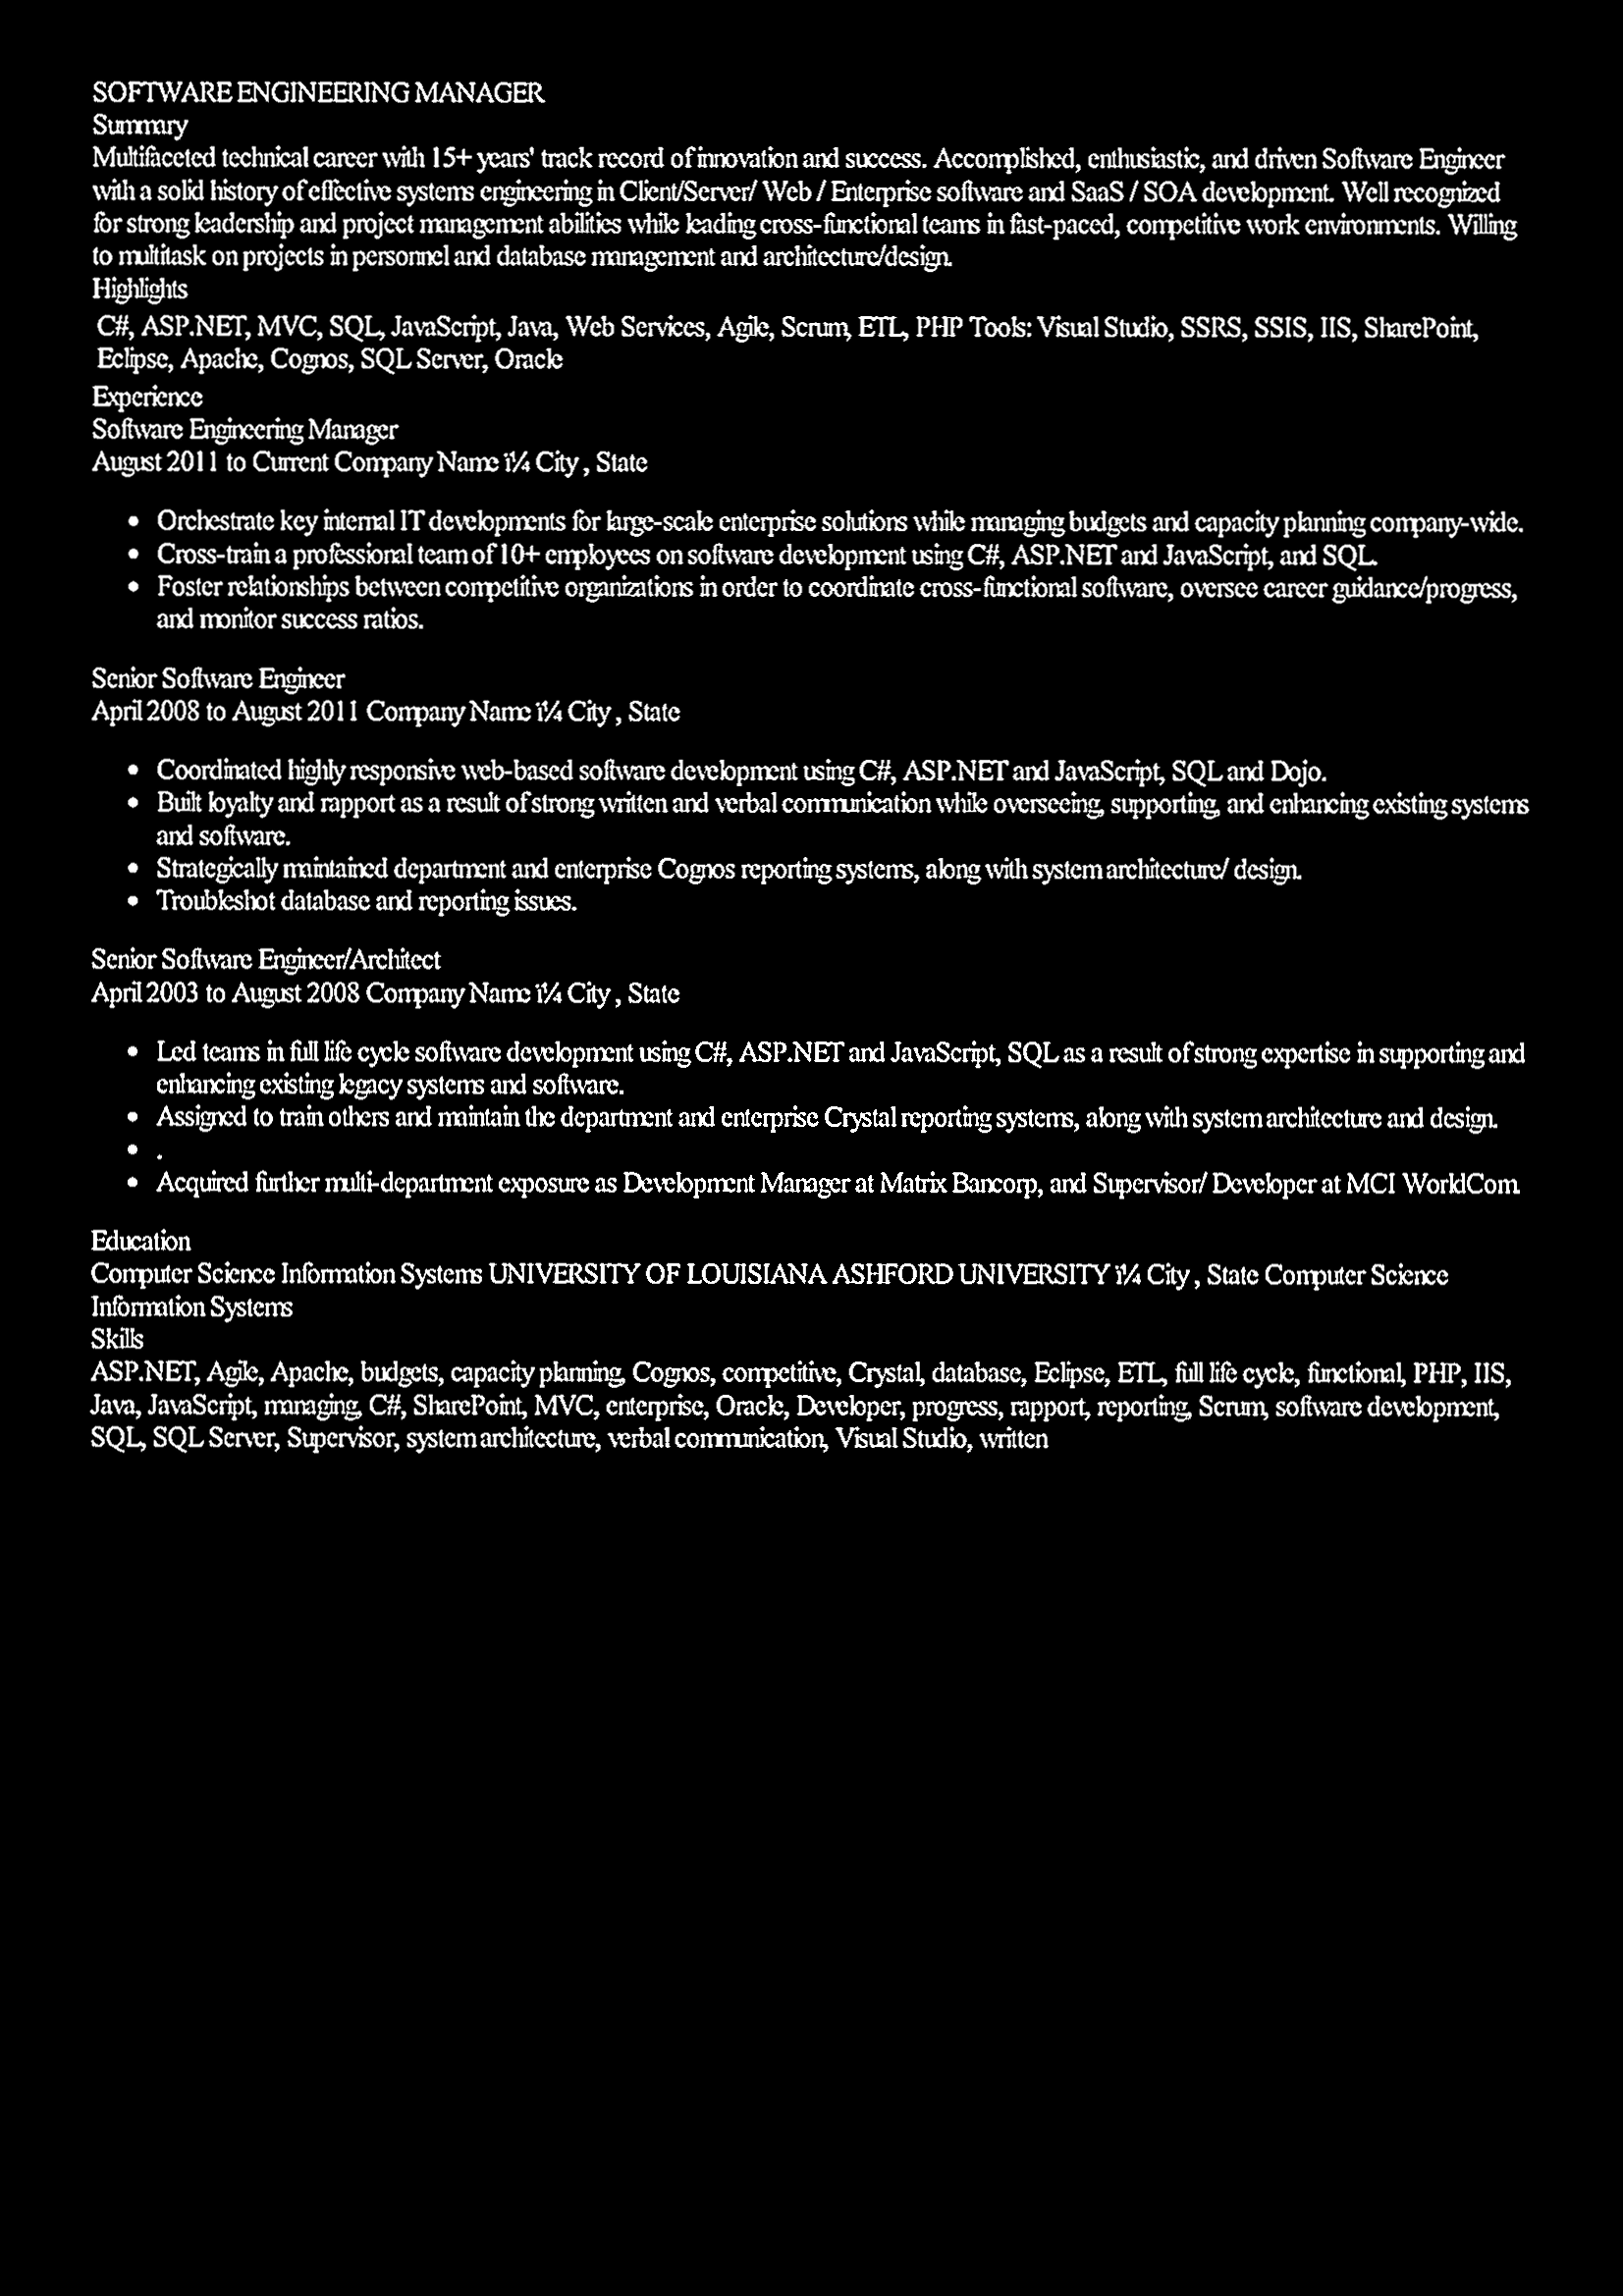 SOFTWARE ENGINEERING MANAGER
Summary
Multifaceted technical career with 15+ years' track record of innovation and success. Accomplished, enthusiastic, and driven Software Engineer
with a solid history of effective systems engineering in Client/Server/ Web / Enterprise software and SaaS / SOA development. Well recognized
for strong leadership and project management abilities while leading cross-functional teams in fast-paced, competitive work environments. Willing
to multitask on projects in personnel and database management and architecture/design.
Highlights
C#, ASP.NET, MVC, SQL, JavaScript, Java, Web Services, Agile, Scrum, ETL, PHP Tools: Visual Studio, SSRS, SSIS, IIS, SharePoint,
Eclipse, Apache, Cognos, SQL Server, Oracle
Experience
Software Engineering Manager
August 2011 to Current Company Name ï¼ City , State
• Orchestrate key internal IT developments for large-scale enterprise solutions while managing budgets and capacity planning company-wide.
• Cross-train a professional team of 10+ employees on software development using C#, ASP.NET and JavaScript, and SQL.
• Foster relationships between competitive organizations in order to coordinate cross-functional software, oversee career guidance/progress,
and monitor success ratios.
Senior Software Engineer
April 2008 to August 2011 Company Name ï¼ City , State
• Coordinated highly responsive web-based software development using C#, ASP.NET and JavaScript, SQL and Dojo.
• Built loyalty and rapport as a result of strong written and verbal communication while overseeing, supporting, and enhancing existing systems
and software.
• Strategically maintained department and enterprise Cognos reporting systems, along with system architecture/ design.
• Troubleshot database and reporting issues.
Senior Software Engineer/Architect
April 2003 to August 2008 Company Name ï¼ City , State
• Led teams in full life cycle software development using C#, ASP.NET and JavaScript, SQL as a result of strong expertise in supporting and
enhancing existing legacy systems and software.
• Assigned to train others and maintain the department and enterprise Crystal reporting systems, along with system architecture and design.
• .
• Acquired further multi-department exposure as Development Manager at Matrix Bancorp, and Supervisor/ Developer at MCI WorldCom.
Education
Computer Science Information Systems UNIVERSITY OF LOUISIANA ASHFORD UNIVERSITY ï¼ City , State Computer Science
Information Systems
Skills
ASP.NET, Agile, Apache, budgets, capacity planning, Cognos, competitive, Crystal, database, Eclipse, ETL, full life cycle, functional, PHP, IIS,
Java, JavaScript, managing, C#, SharePoint, MVC, enterprise, Oracle, Developer, progress, rapport, reporting, Scrum, software development,
SQL, SQL Server, Supervisor, system architecture, verbal communication, Visual Studio, written